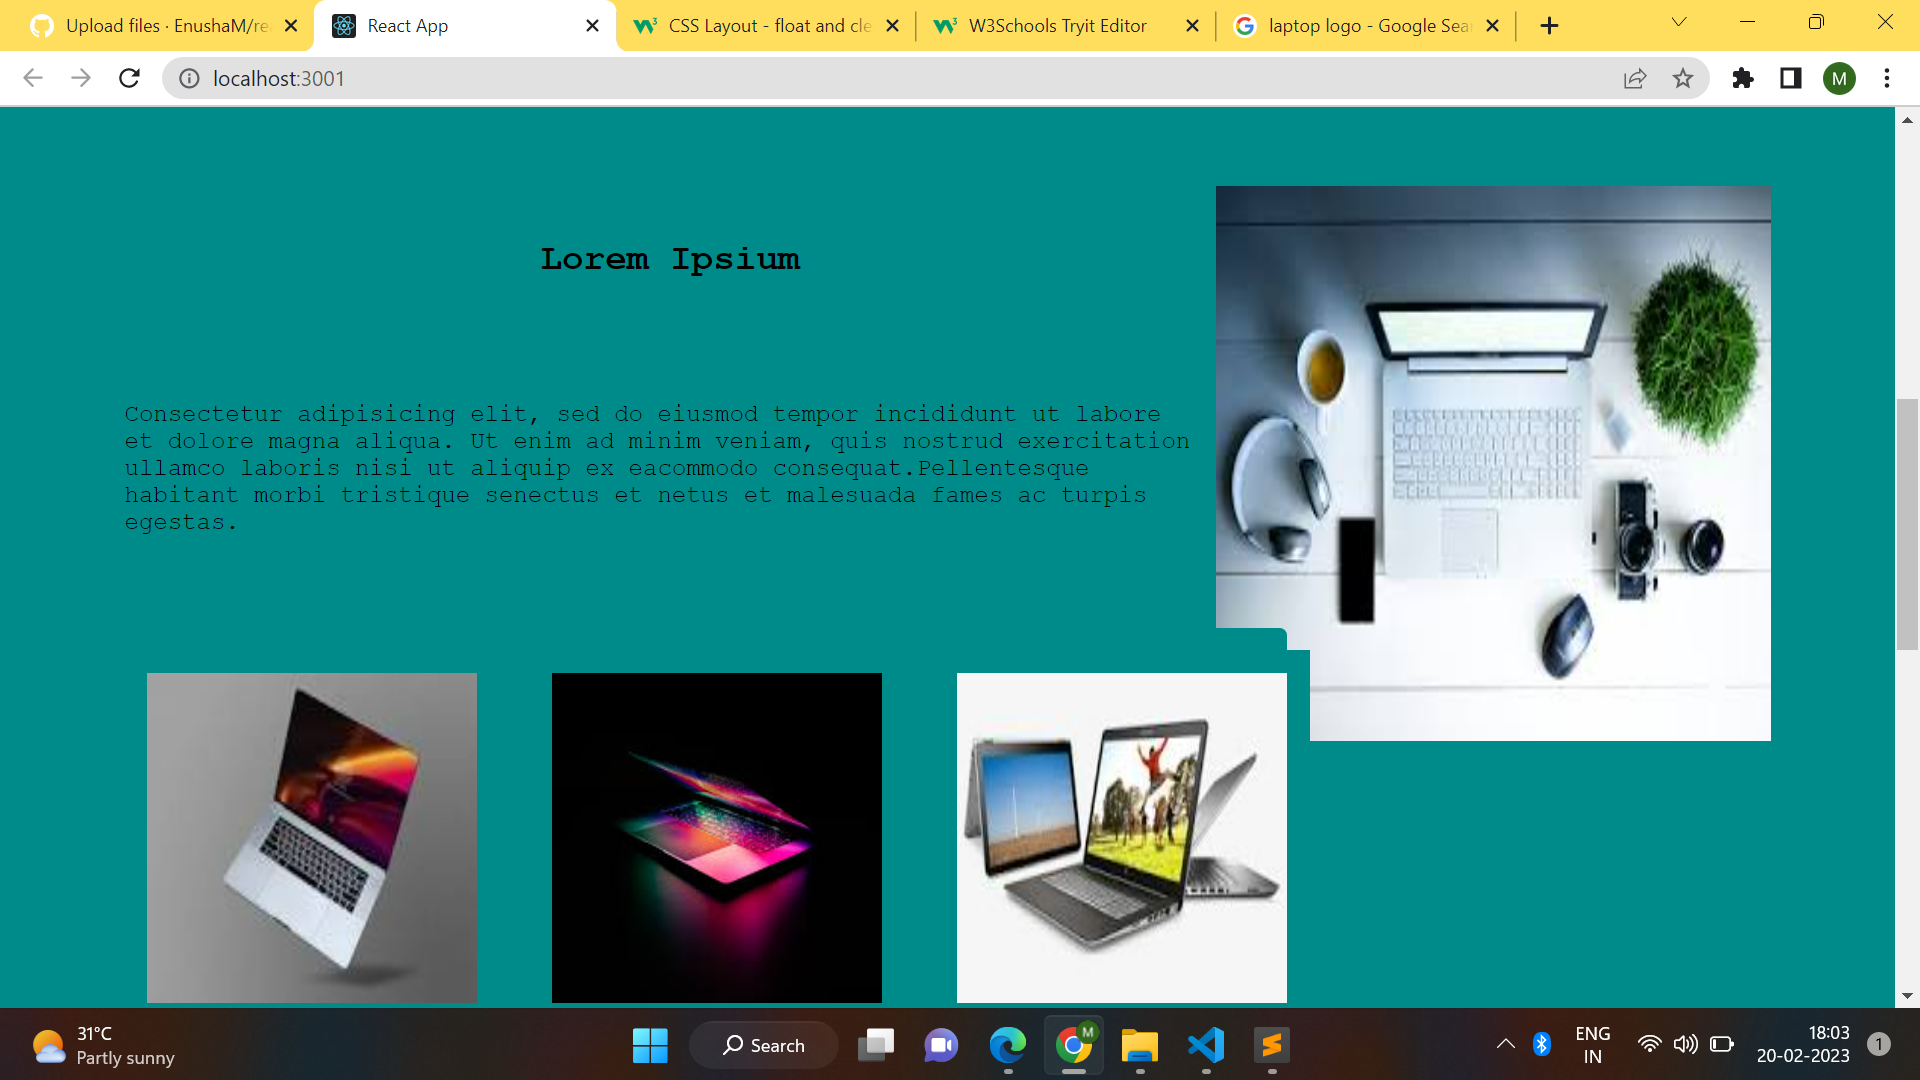 Upload files · EnushaM/re
React App
CSS Layout - float and cle
W3Schools Tryit Editor
laptop logo - Google Sea
localhost:3001
M
Lorem Ipsium
Consectetur adipisicing elit, sed do eiusmod tempor incididunt ut labore
et dolore magna aliqua. Ut enim ad minim veniam, quis nostrud exercitation
ullamco laboris nisi ut aliquip ex eacommodo consequat.Pellentesque
habitant morbi tristique senectus et netus et malesuada fames ac turpis
egestas.
31°C
Partly sunny
Search
M
ENG
IN
18:03
20-02-2023
1